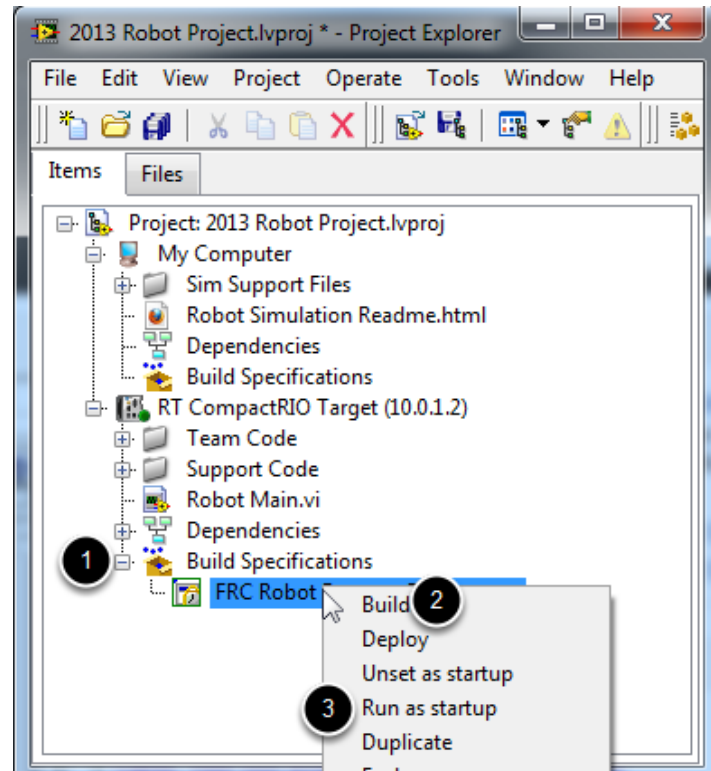 2013 Robot Project.lvproj * - Project Explorer
File Edit View Project Operate Tools Window Help
Items Files
Project: 2013 Robot Project.lvproj
My Computer
Sim Support Files
Robot Simulation Readme.html
Dependencies
Build Specifications
RT CompactRIO Target (10.0.1.2)
Team Code
Support Code
Robot Main.vi
Dependencies
1 Build Specifications
FRC Robot
Build 2
Deploy
Unset as startup
3 Run as startup
Duplicate